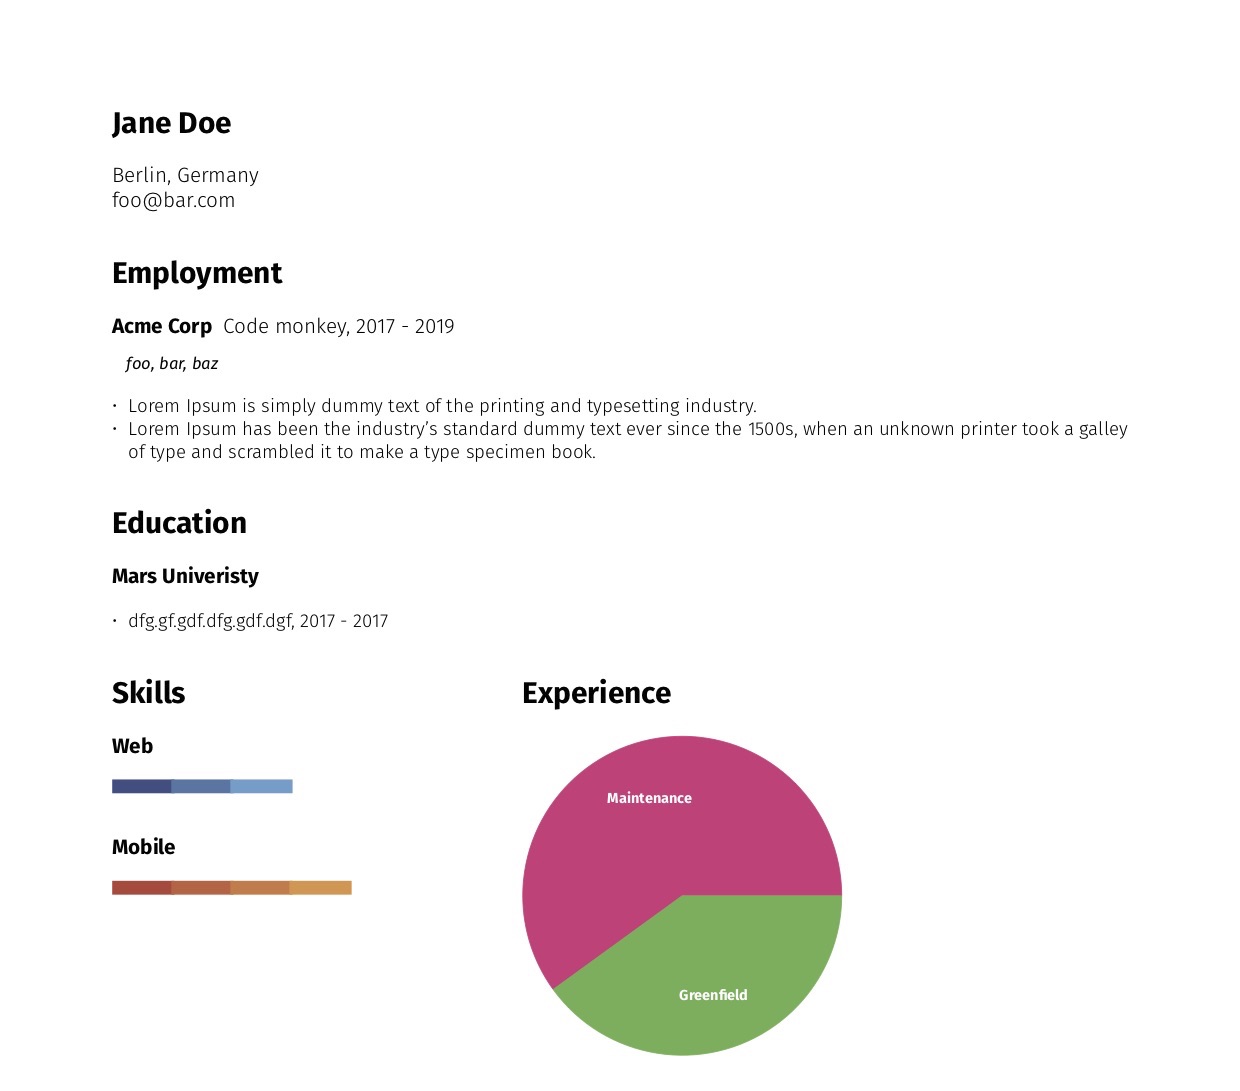 Jane Doe
Berlin, Germany
foo@bar.com
Employment
Acme Corp Code monkey, 2017 - 2019
foo, bar, baz
• Lorem Ipsum is simply dummy text of the printing and typesetting industry.
• Lorem Ipsum has been the industry’s standard dummy text ever since the 1500s, when an unknown printer took a galley
of type and scrambled it to make a type specimen book.
Education
Mars Univeristy
• dfg.gf.gdf.dfg.gdf.dgf, 2017 - 2017
Skills
Web
Mobile
Experience
Maintenance
Greenfield